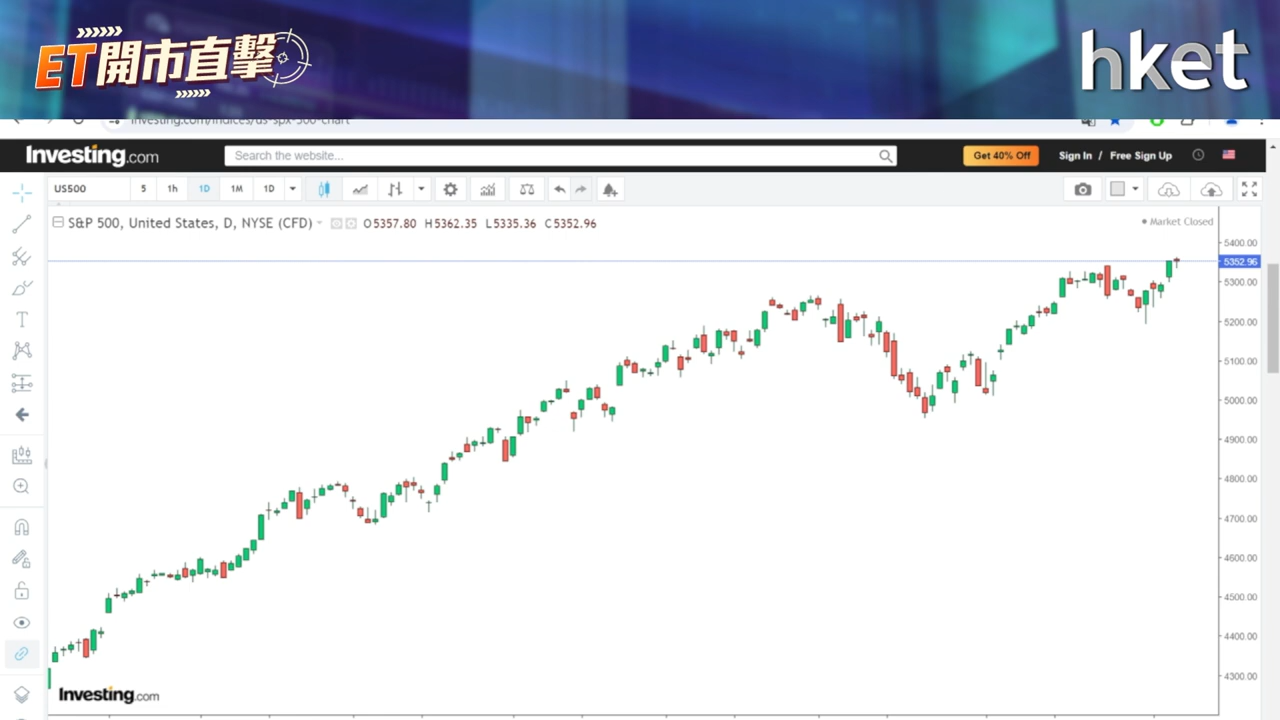 ET開市直擊
hket
investing.com/indices/us-spx-500-chart
Investing.com
Search the website...
Get 40% Off
Sign In / Free Sign Up
US500
5
1h
1D
1M
1D
S&P 500, United States, D, NYSE (CFD)
O5357.80 H5362.35 L5335.36 C5352.96
Market Closed
5400.00
5352.96
5300.00
5200.00
5100.00
5000.00
4900.00
4800.00
4700.00
4600.00
4500.00
4400.00
4300.00
Investing.com